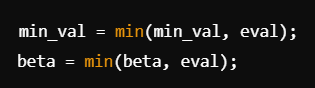 min_val = min(min_val, eval);
beta = min(beta, eval);